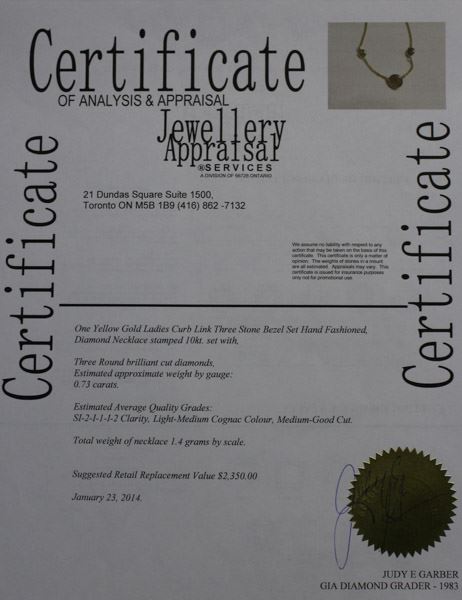 Certificate
OF ANALYSIS & APPRAISAL
Jewellery
Appraisal
®SERVICES
A DIVISION OF 66728 ONTARIO
21 Dundas Square Suite 1500,
Toronto ON M5B 1B9 (416) 862 -7132
We assume no liability with respect to any
action that may be taken on the basis of this
certificate. This certificate is only a matter of
opinion. The weights of stones in a mount
are all estimated. Appraisals may vary. This
certificate is issued for insurance purposes
only not for promotional use.
Certificate
Certificate
One Yellow Gold Ladies Curb Link Three Stone Bezel Set Hand Fashioned,
Diamond Necklace stamped 10kt. set with,
Three Round brilliant cut diamonds,
Estimated approximate weight by gauge:
0.73 carats.
Estimated Average Quality Grades:
SI-2-I-1-I-2 Clarity, Light-Medium Cognac Colour, Medium-Good Cut.
Total weight of necklace 1.4 grams by scale.
Suggested Retail Replacement Value $2,350.00
January 23, 2014.
JUDY E GARBER
GIA DIAMOND GRADER - 1983